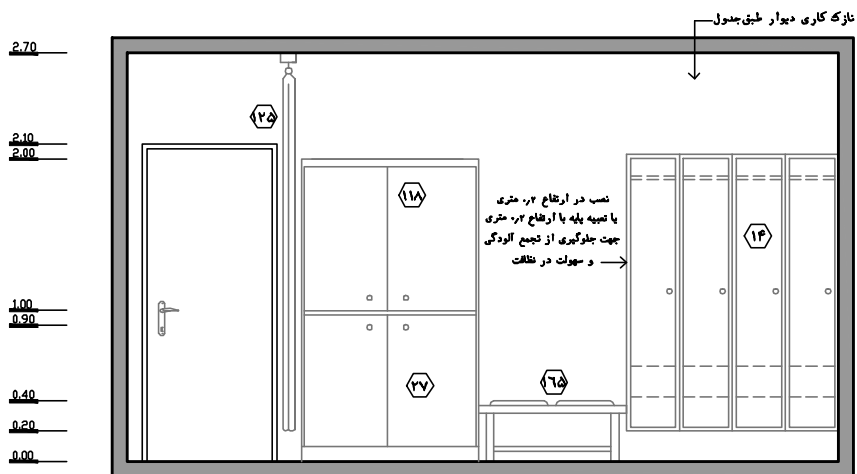 نازک کاری دیوار طبق جدول
2.70
۱۲۵
2.10
2.00
۱۱۸
نصب در ارتفاع ۰٫۲ متری
یا تعبیه پایه با ارتفاع ۰٫۲ متری
جهت جلوگیری از تجمع آلودگی
و سهولت در نظافت
۱۴
1.00
0.90
۲۷
۱۶۵
0.40
0.20
0.00